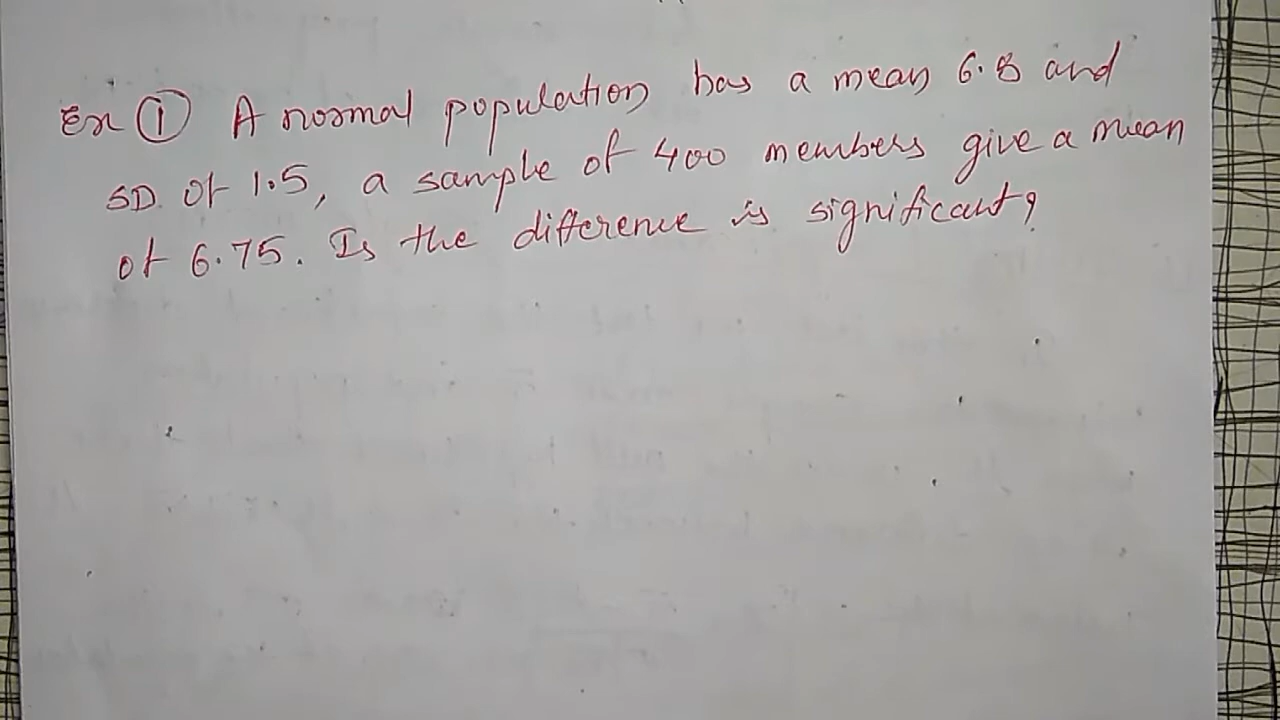 Ex ① A normal population has a mean 6.8 and
SD of 1.5, a sample of 400 members give a mean
of 6.75. Is the difference is significant?